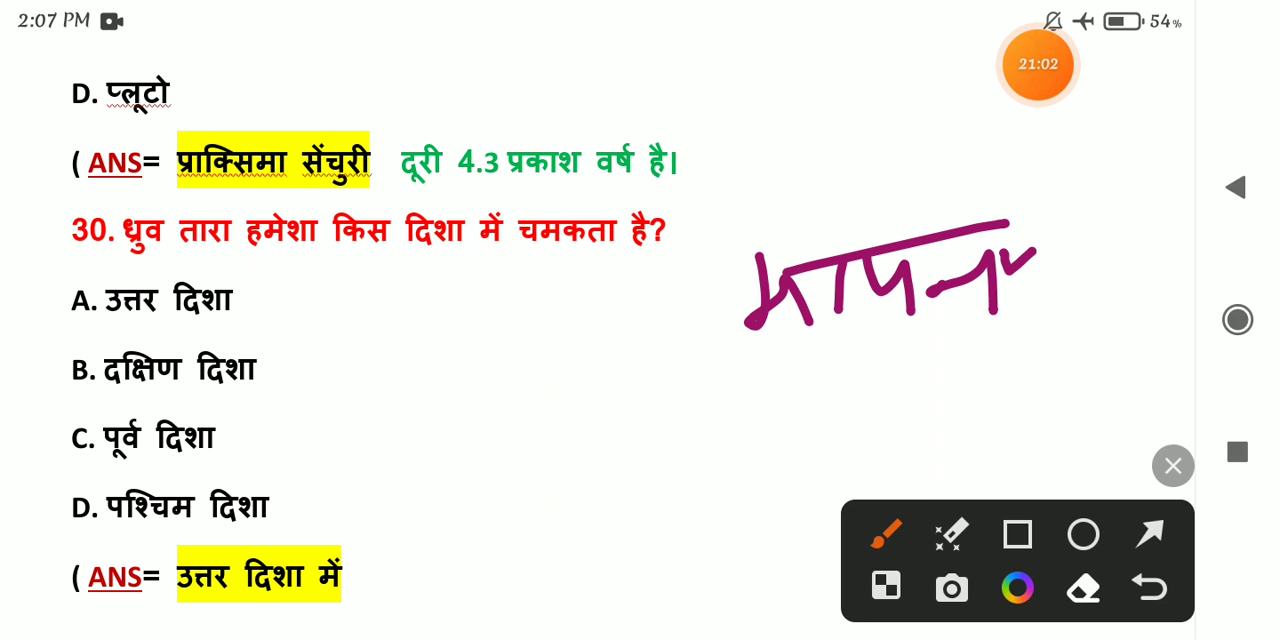 2:07 PM
54%
21:02
D. प्लूटो
( ANS= प्राक्सिमा सेंचुरी दूरी 4.3 प्रकाश वर्ष है।
30. ध्रुव तारा हमेशा किस दिशा में चमकता है?
A. उत्तर दिशा
B. दक्षिण दिशा
C. पूर्व दिशा
D. पश्चिम दिशा
( ANS= उत्तर दिशा में